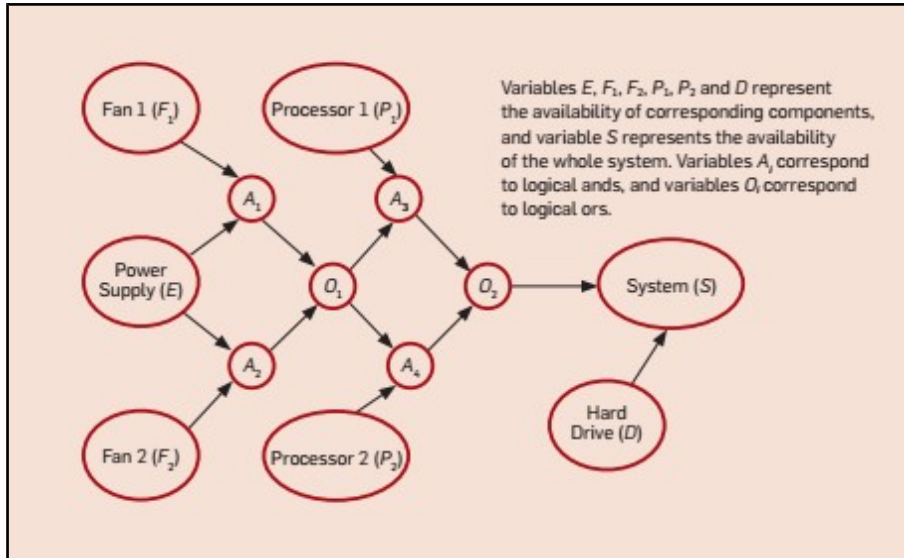 Fan 1 (F₁)
Processor 1 (P₁)
Variables E, F₁, F₂, P₁, P₂ and D represent
the availability of corresponding components,
and variable S represents the availability
of the whole system. Variables Aⱼ correspond
to logical ands, and variables Oᵢ correspond
to logical ors.
A₁
A₃
Power
Supply (E)
O₁
O₂
System (S)
A₂
A₄
Hard
Drive (D)
Fan 2 (F₂)
Processor 2 (P₂)